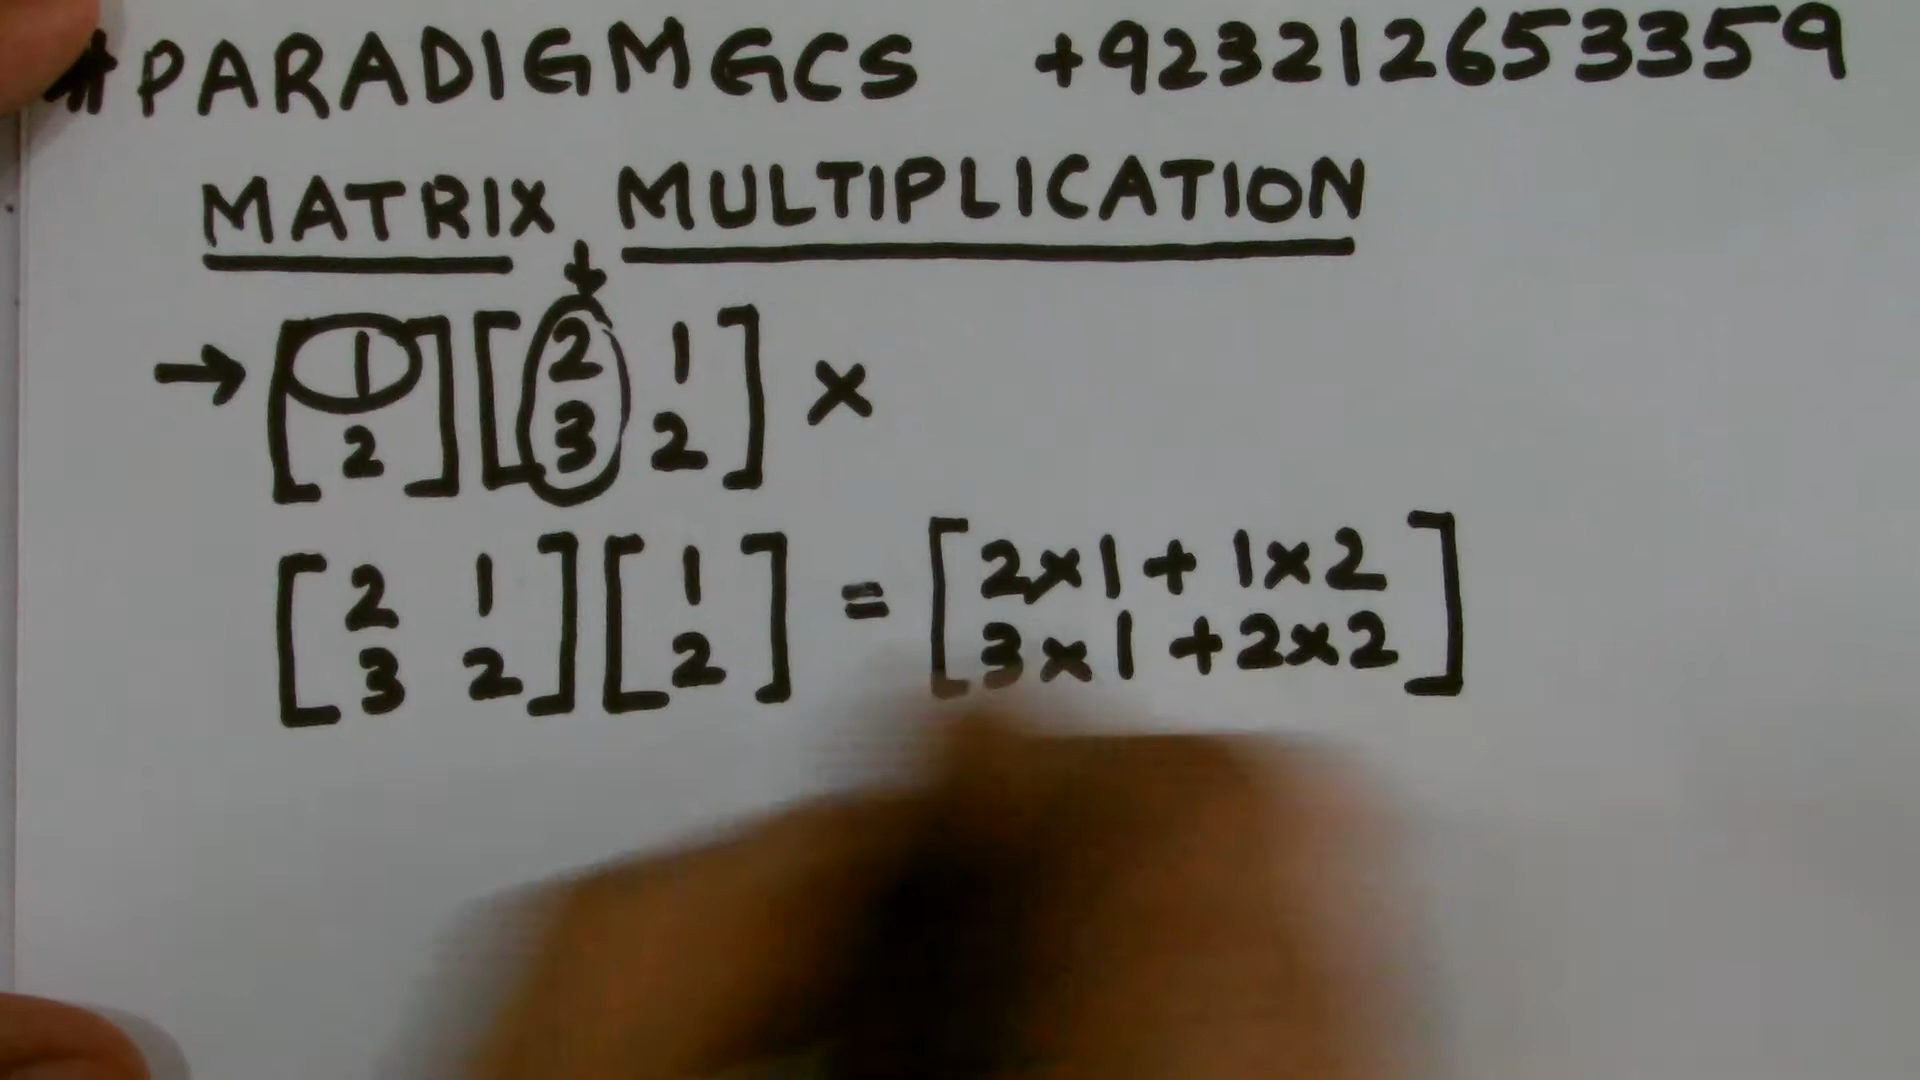 #PARADIGMGCS +923212653359
MATRIX MULTIPLICATION
→ [1 [2 1 ×
2] 3 2]
[2 1 [1 = [2×1 + 1×2
3 2] 2] 3×1 + 2×2]